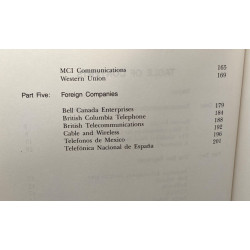 MCI Communications 165
Western Union 169
Part Five: Foreign Companies
Bell Canada Enterprises 179
British Columbia Telephone 184
British Telecommunications 188
Cable and Wireless 192
Telefonos de Mexico 196
Telefónica Nacional de España 201